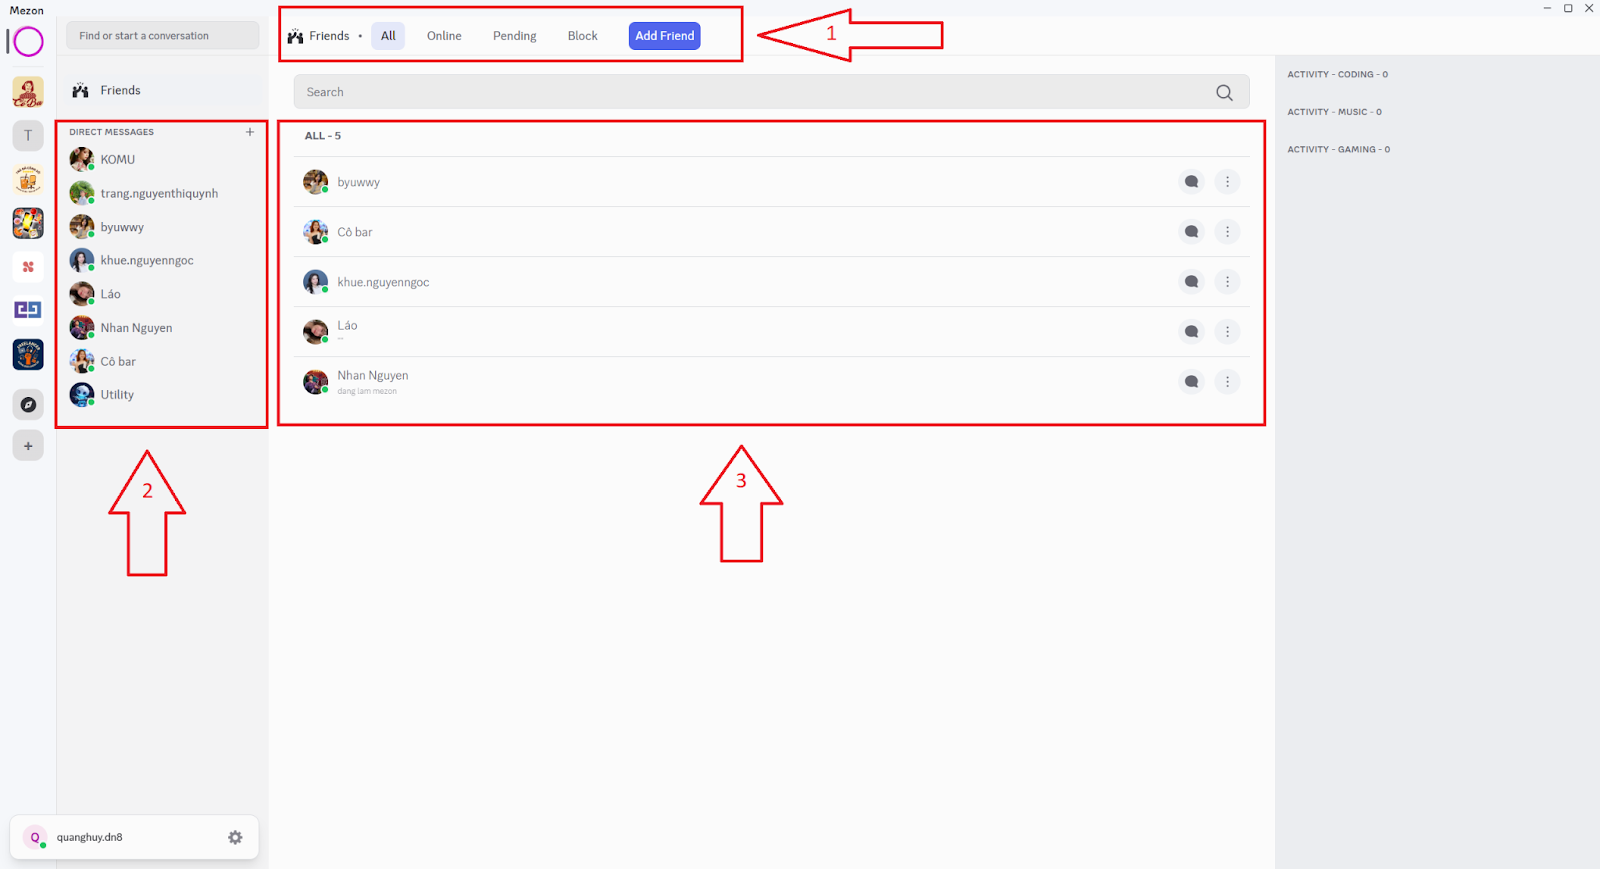 Mezon
Find or start a conversation
Friends • All Online Pending Block Add Friend
1
Friends
Search
ACTIVITY - CODING - 0
ACTIVITY - MUSIC - 0
ACTIVITY - GAMING - 0
T
DIRECT MESSAGES +
KOMU
trang.nguyenthiquynh
byuwwy
khue.nguyenngoc
Láo
Nhan Nguyen
Cô bar
Utility
2
ALL - 5
byuwwy
Cô bar
khue.nguyenngoc
Láo
Nhan Nguyen
dang lam mezon
3
+
Q quanghuy.dn8